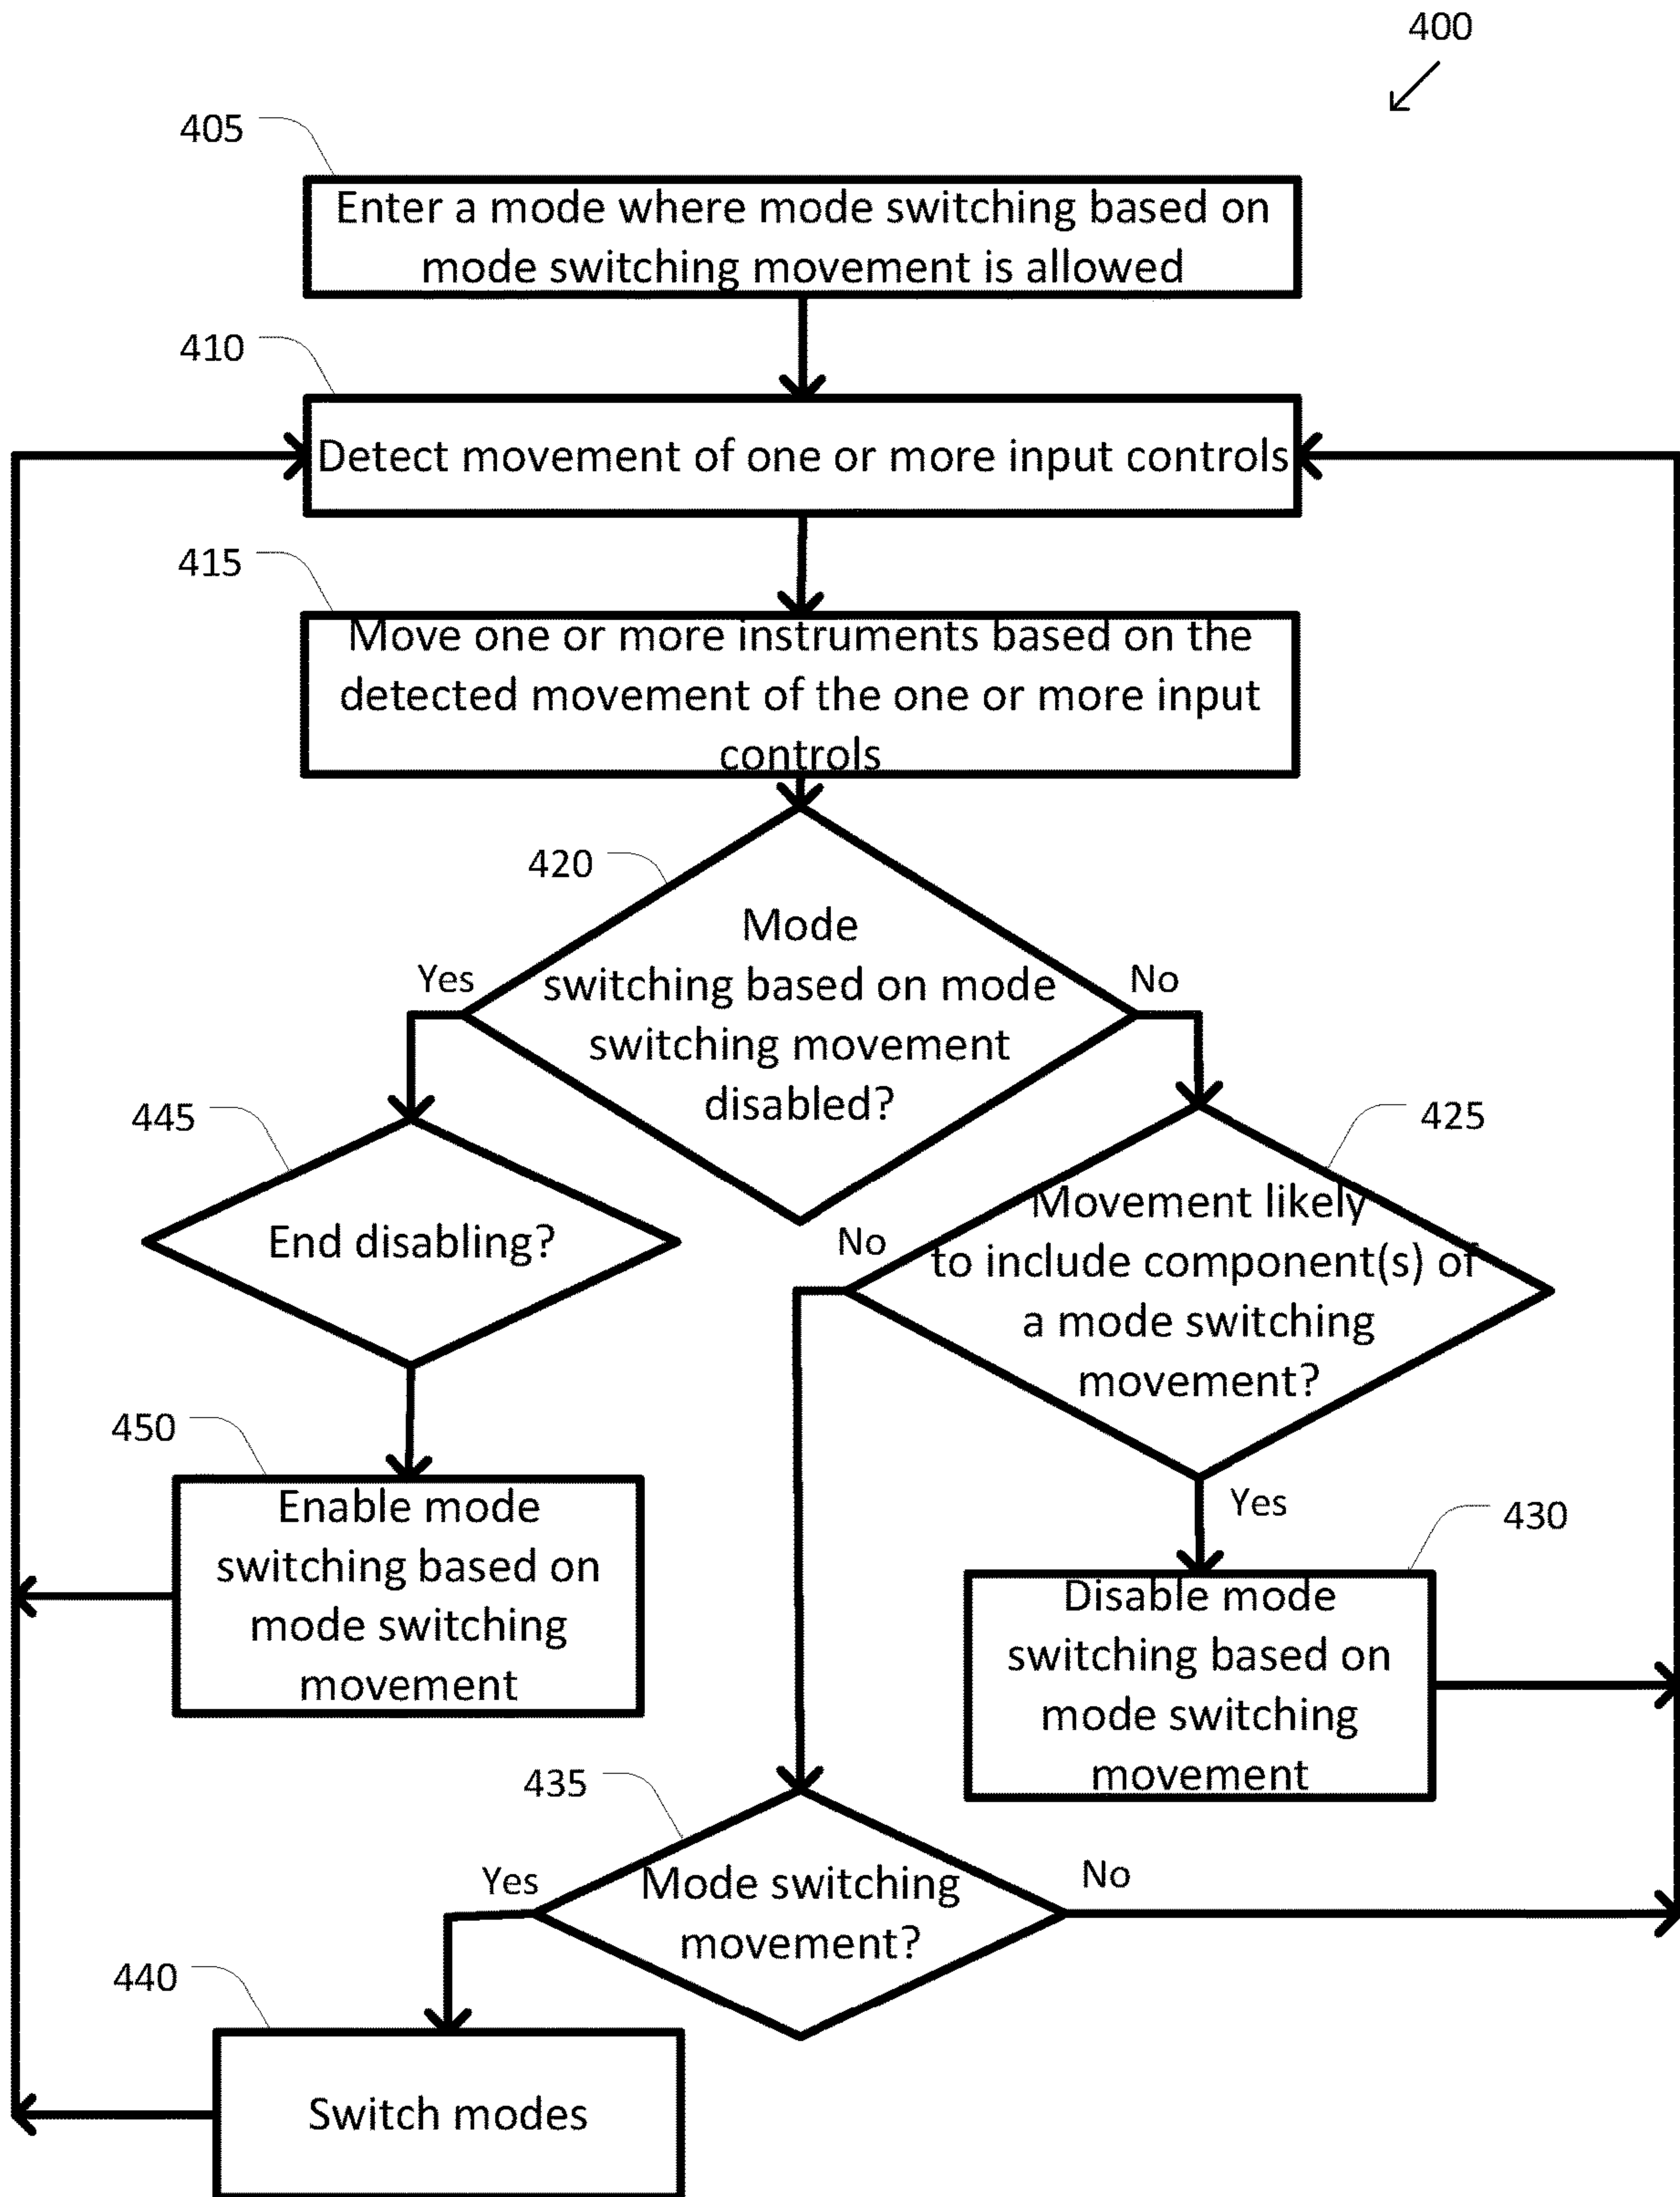 400
405
Enter a mode where mode switching based on
mode switching movement is allowed
410
Detect movement of one or more input controls
415
Move one or more instruments based on the
detected movement of the one or more input
controls
420
Mode
switching based on mode
switching movement
disabled?
Yes
No
445
End disabling?
425
Movement likely
to include component(s) of
a mode switching
movement?
No
Yes
450
Enable mode
switching based on
mode switching
movement
430
Disable mode
switching based on
mode switching
movement
435
Mode switching
movement?
Yes
No
440
Switch modes